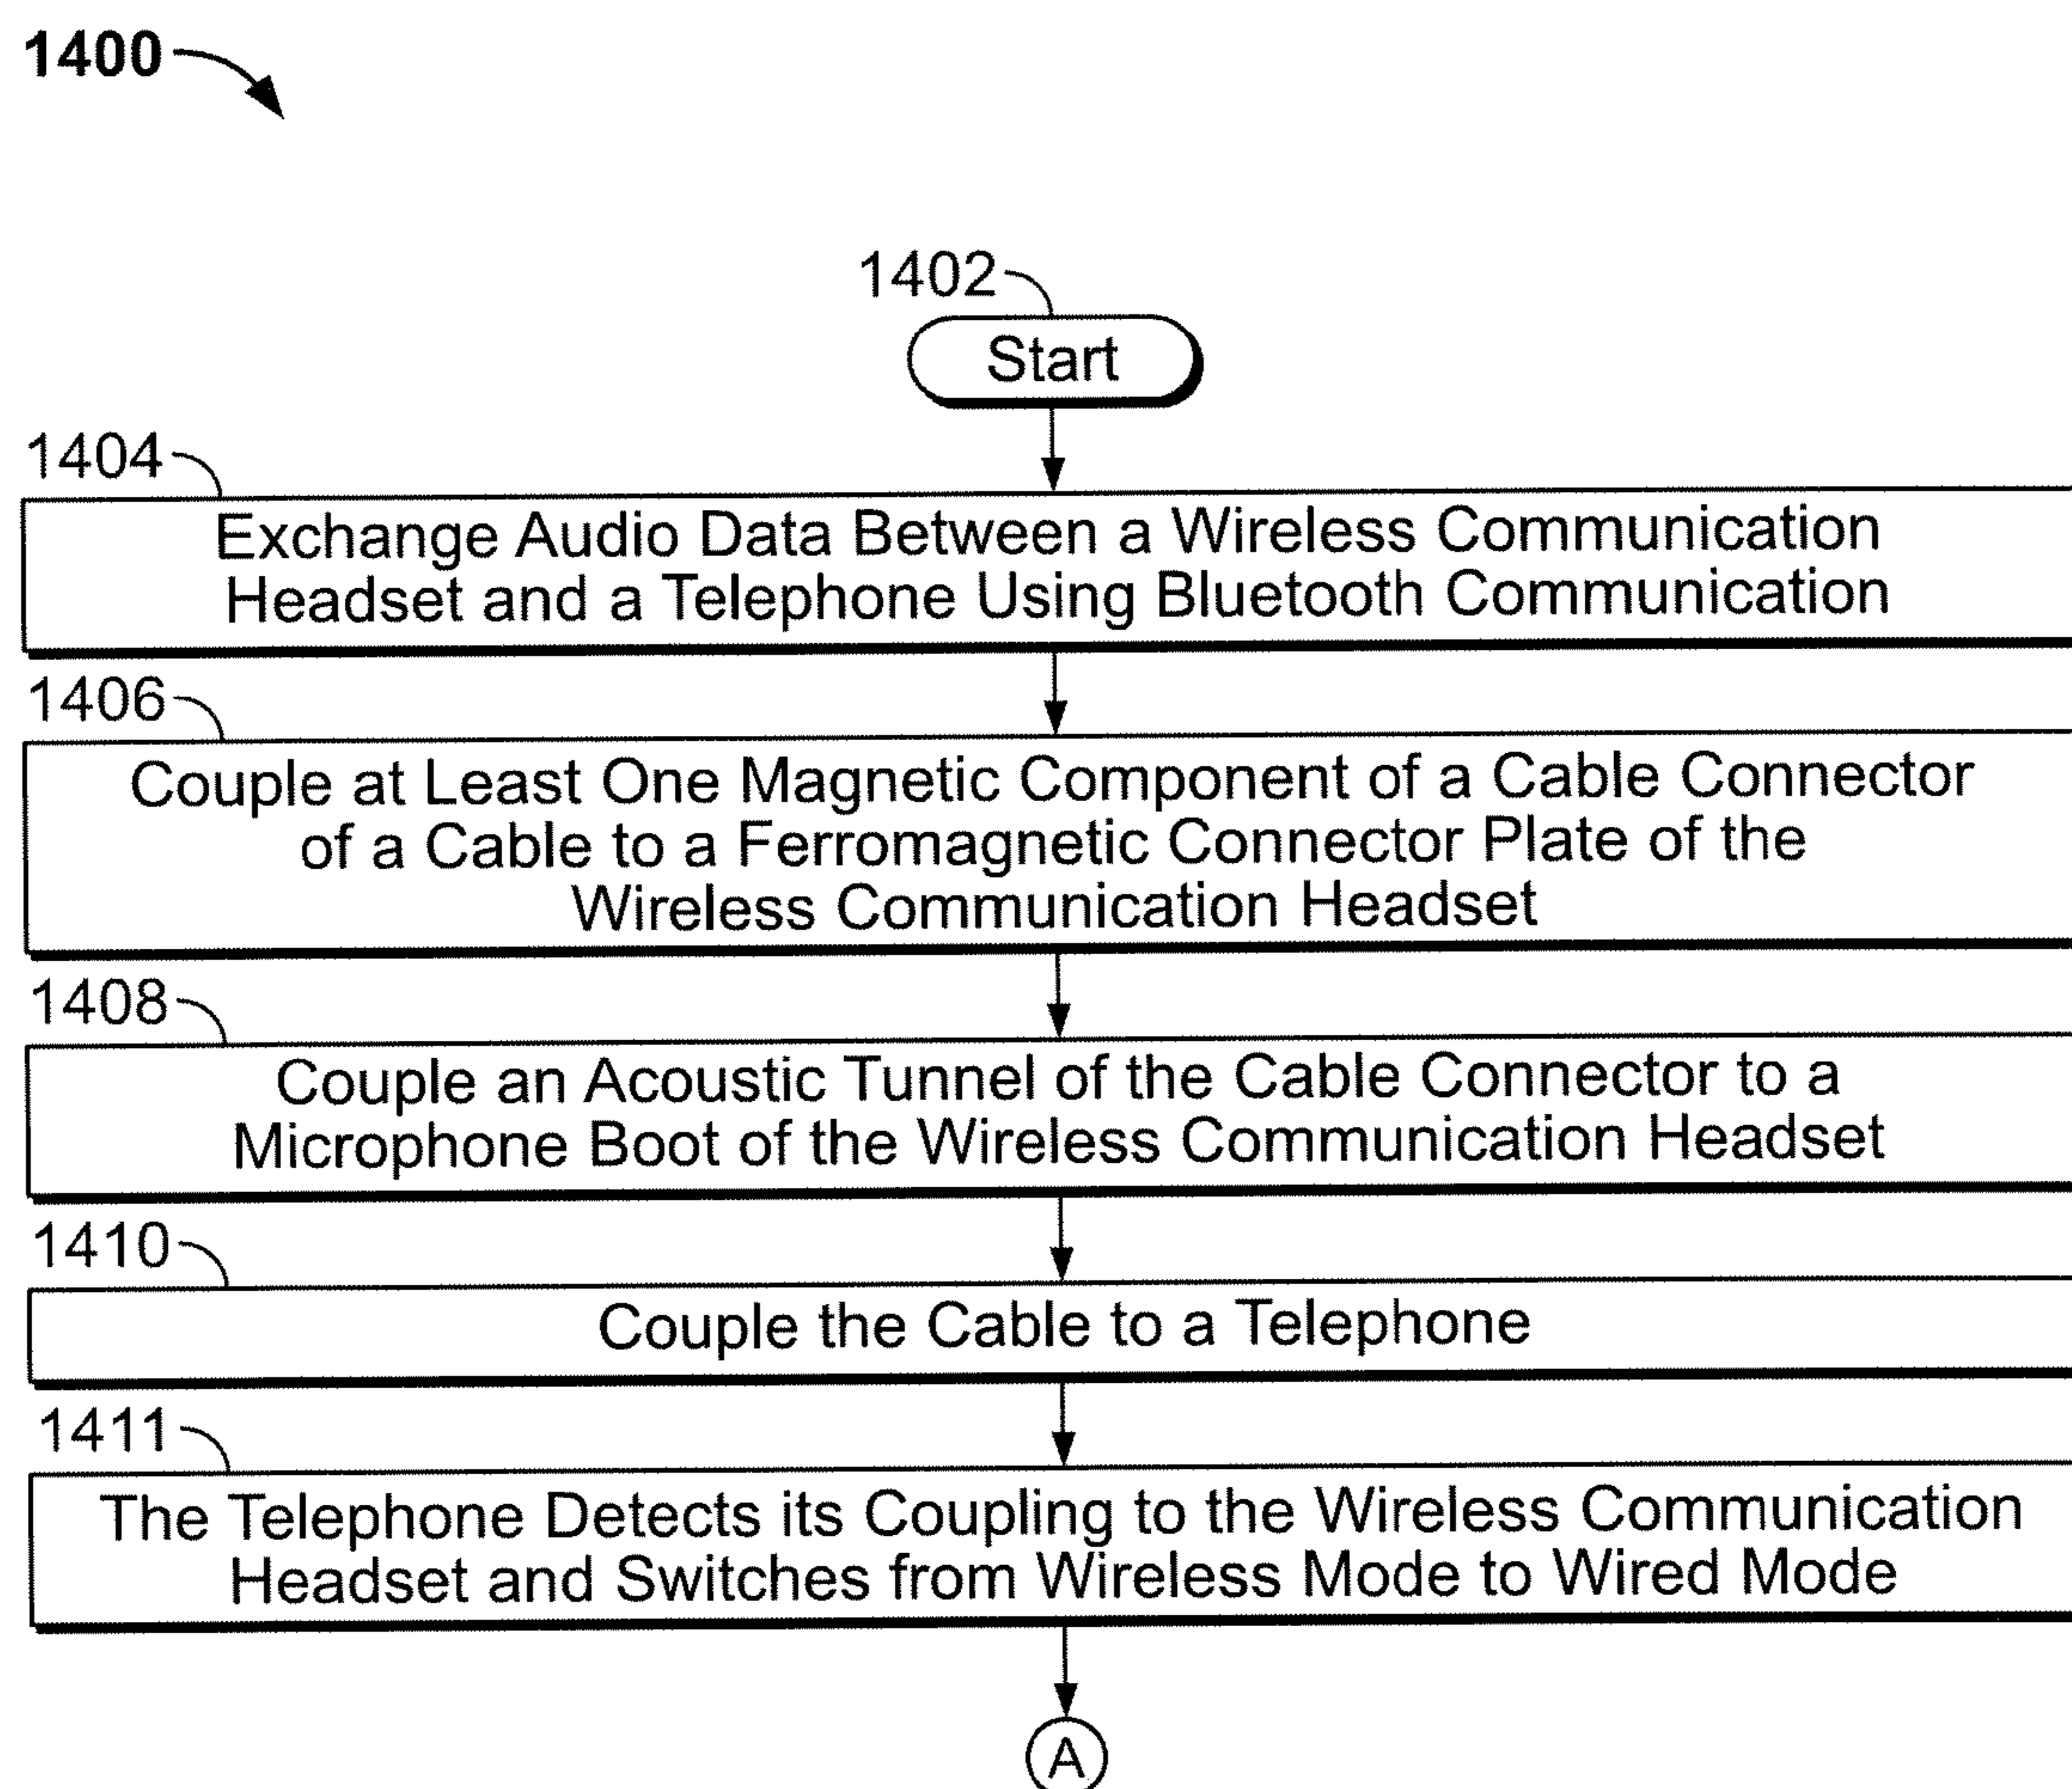 1400
1402
Start
1404
Exchange Audio Data Between a Wireless Communication
Headset and a Telephone Using Bluetooth Communication
1406
Couple at Least One Magnetic Component of a Cable Connector
of a Cable to a Ferromagnetic Connector Plate of the
Wireless Communication Headset
1408
Couple an Acoustic Tunnel of the Cable Connector to a
Microphone Boot of the Wireless Communication Headset
1410
Couple the Cable to a Telephone
1411
The Telephone Detects its Coupling to the Wireless Communication
Headset and Switches from Wireless Mode to Wired Mode
A